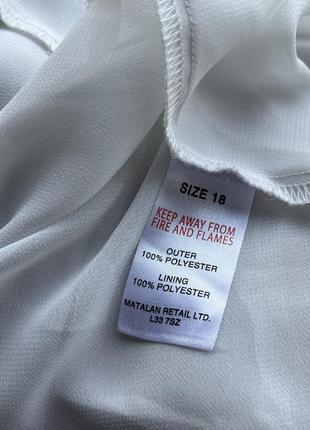 SIZE 18
KEEP AWAY FROM
FIRE AND FLAMES
OUTER
100% POLYESTER
LINING
100% POLYESTER
MATALAN RETAIL LTD.
L33 7SZ